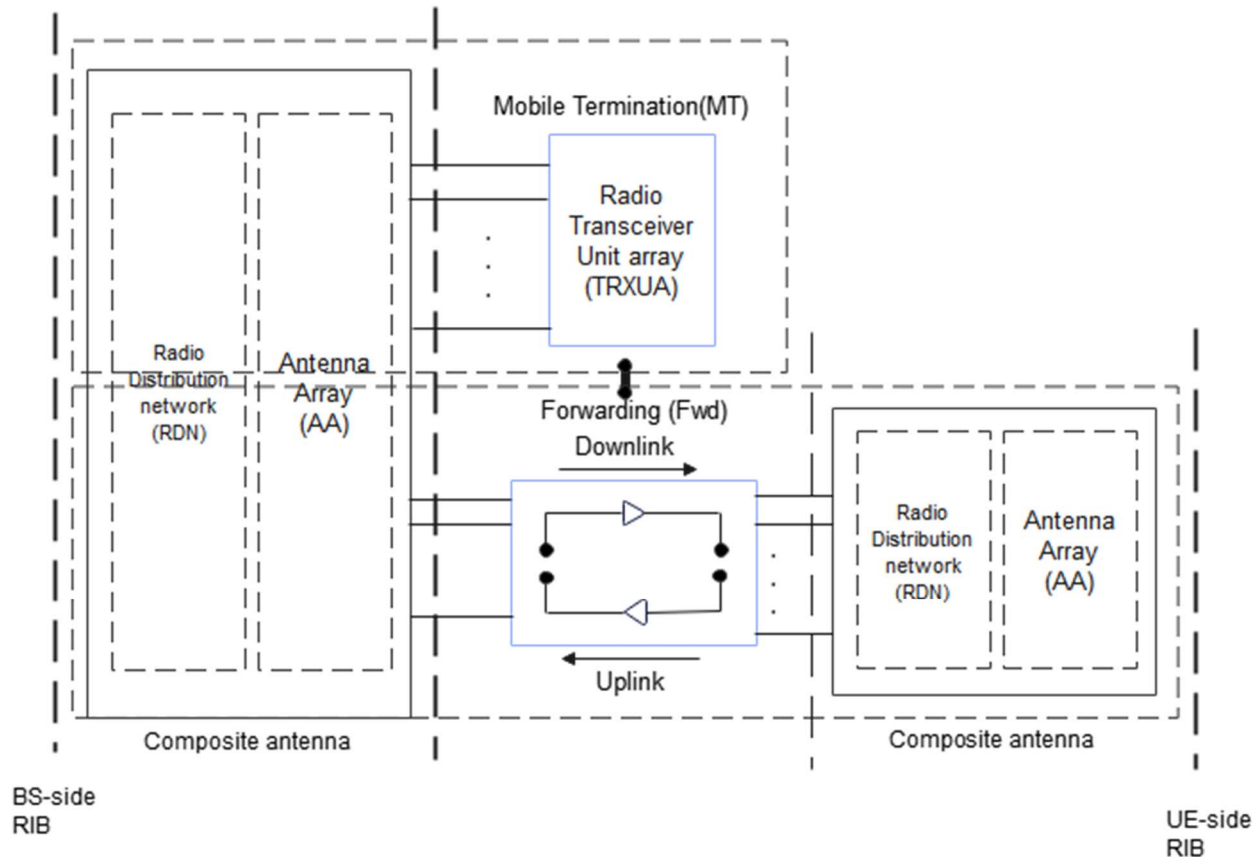 Mobile Termination(MT)
Radio
Transceiver
Unit array
(TRXUA)
Radio
Distribution
network
(RDN)
Antenna
Array
(AA)
Forwarding (Fwd)
Downlink
Uplink
Radio
Distribution
network
(RDN)
Antenna
Array
(AA)
Composite antenna
Composite antenna
BS-side
RIB
UE-side
RIB